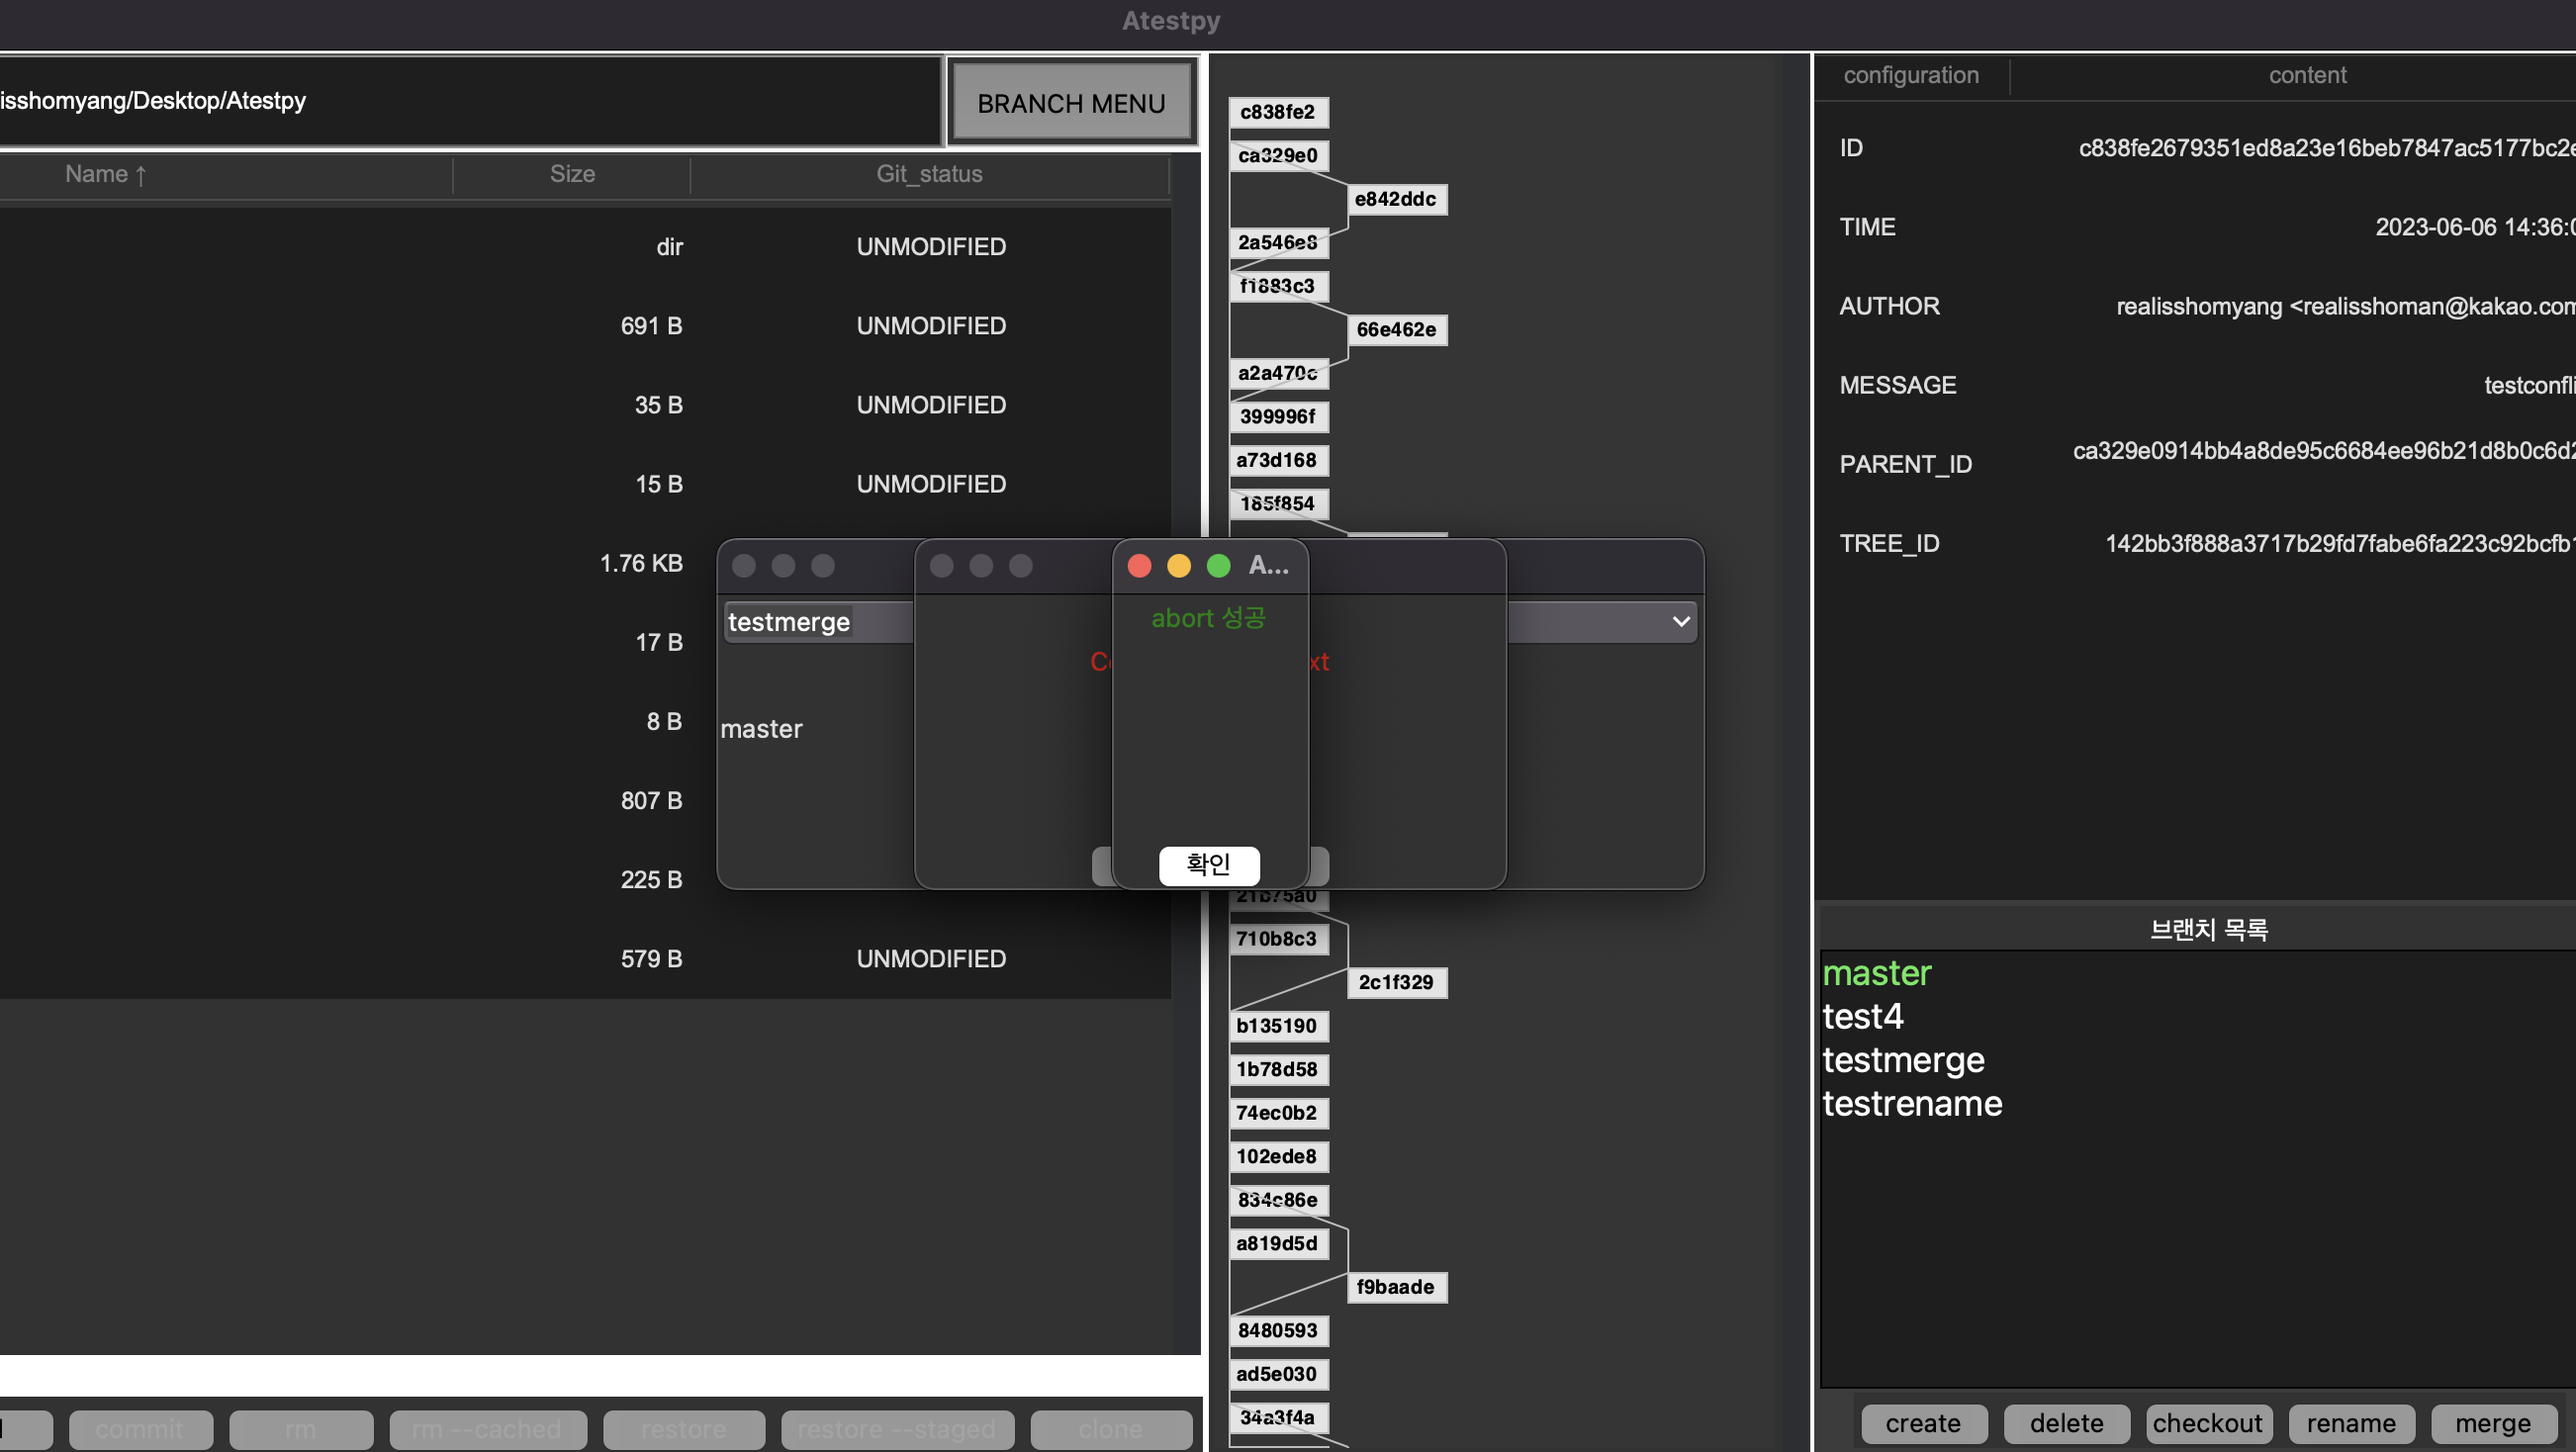 Atestpy
isshomyang/Desktop/Atestpy
BRANCH MENU
Name ↑
Size
Git_status
dir
UNMODIFIED
691 B
UNMODIFIED
35 B
UNMODIFIED
15 B
UNMODIFIED
1.76 KB
17 B
8 B
807 B
225 B
579 B
UNMODIFIED
commit
rm
rm --cached
restore
restore --staged
clone
c838fe2
ca329e0
e842ddc
2a546e8
f1883c3
66e462e
a2a470c
399996f
a73d168
185f854
21b75a0
710b8c3
2c1f329
b135190
1b78d58
74ec0b2
102ede8
834c86e
a819d5d
f9baade
8480593
ad5e030
34a3f4a
testmerge
master
A...
abort 성공
확인
configuration
content
ID
c838fe2679351ed8a23e16beb7847ac5177bc2e
TIME
2023-06-06 14:36:0
AUTHOR
realisshomyang <realisshoman@kakao.com
MESSAGE
testconfli
PARENT_ID
ca329e0914bb4a8de95c6684ee96b21d8b0c6d2
TREE_ID
142bb3f888a3717b29fd7fabe6fa223c92bcfb1
브랜치 목록
master
test4
testmerge
testrename
create
delete
checkout
rename
merge